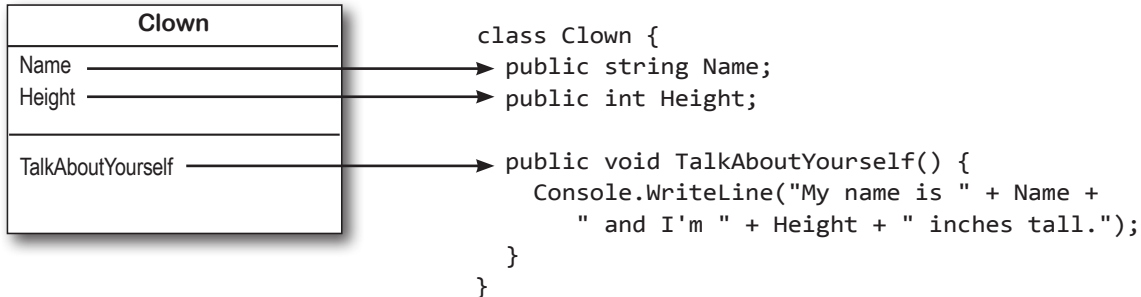 Clown
Name
Height
TalkAboutYourself
class Clown {
public string Name;
public int Height;
public void TalkAboutYourself() {
Console.WriteLine("My name is " + Name +
" and I'm " + Height + " inches tall.");
}
}